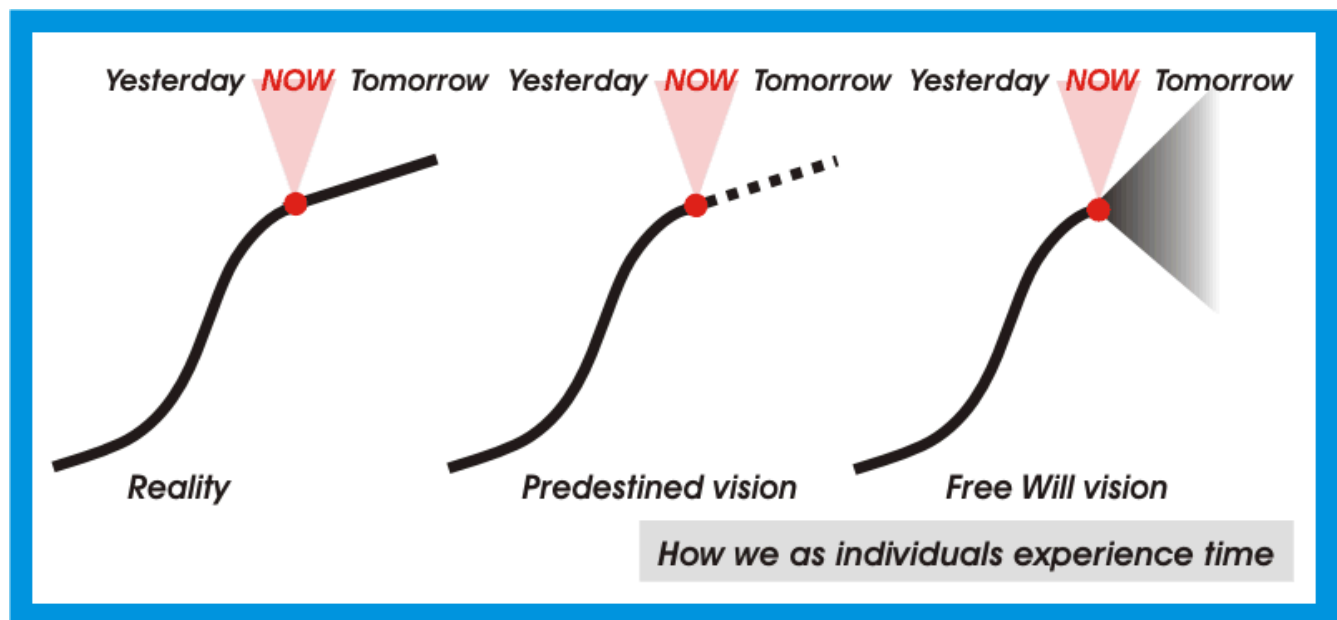 Yesterday NOW Tomorrow Yesterday NOW Tomorrow Yesterday NOW Tomorrow
Reality Predestined vision Free Will vision
How we as individuals experience time